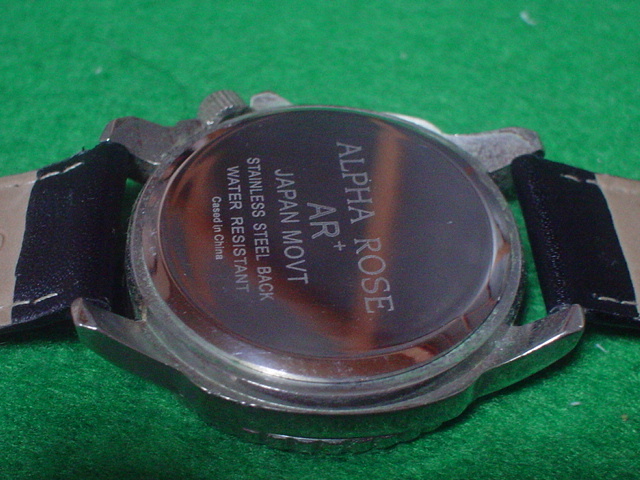 ALPHA ROSE
AR+
JAPAN MOVT
STAINLESS STEEL BACK
WATER RESISTANT
Cased in China